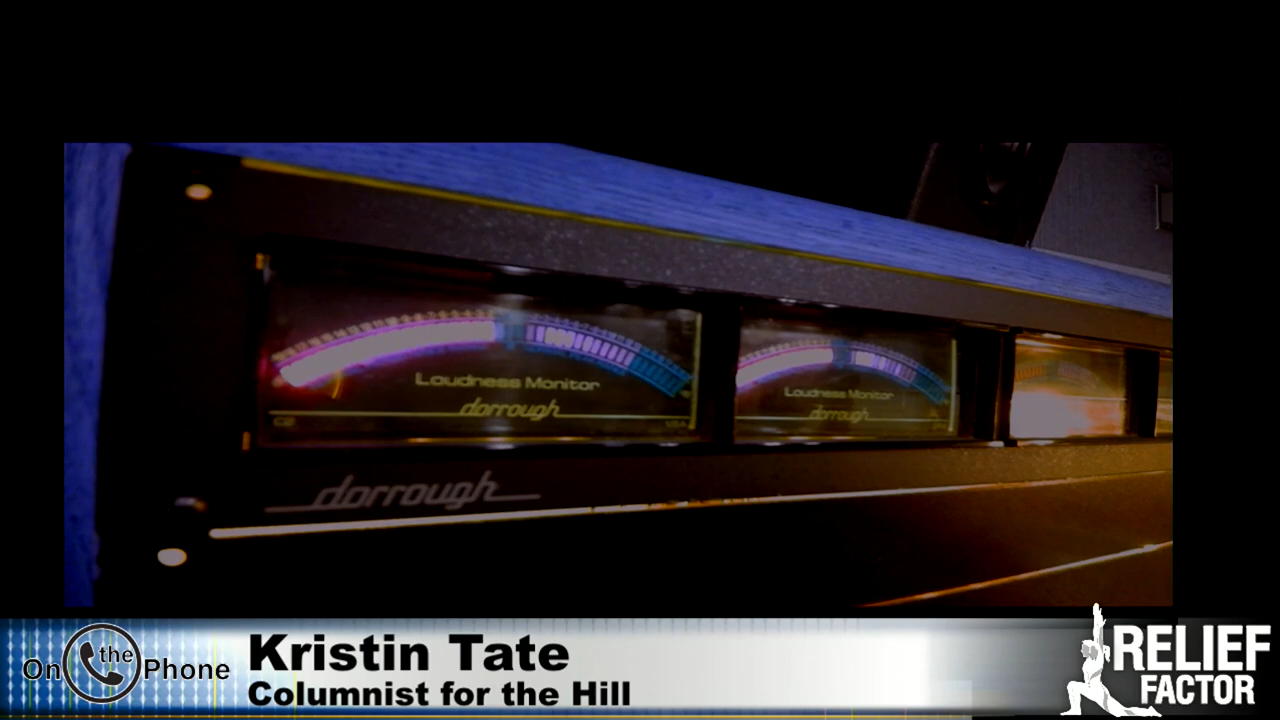 Loudness Monitor
dorrough
Loudness Monitor
dorrough
dorrough
On the Phone
Kristin Tate
Columnist for the Hill
RELIEF
FACTOR